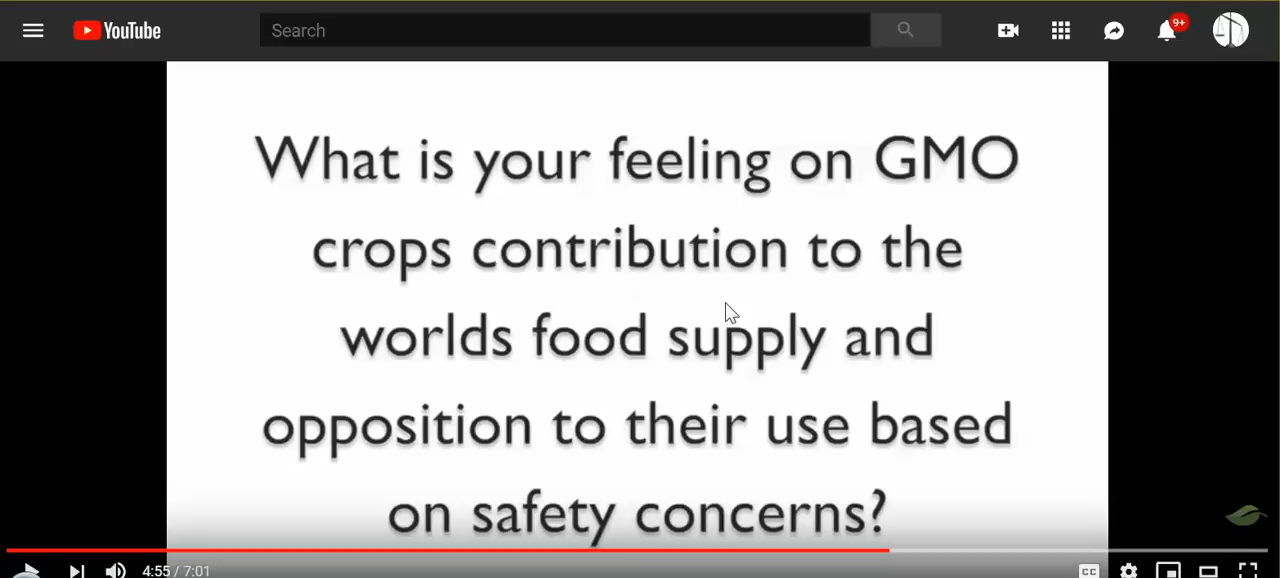 YouTube
Search
9+
What is your feeling on GMO
crops contribution to the
worlds food supply and
opposition to their use based
on safety concerns?
4:55 / 7:01
CC